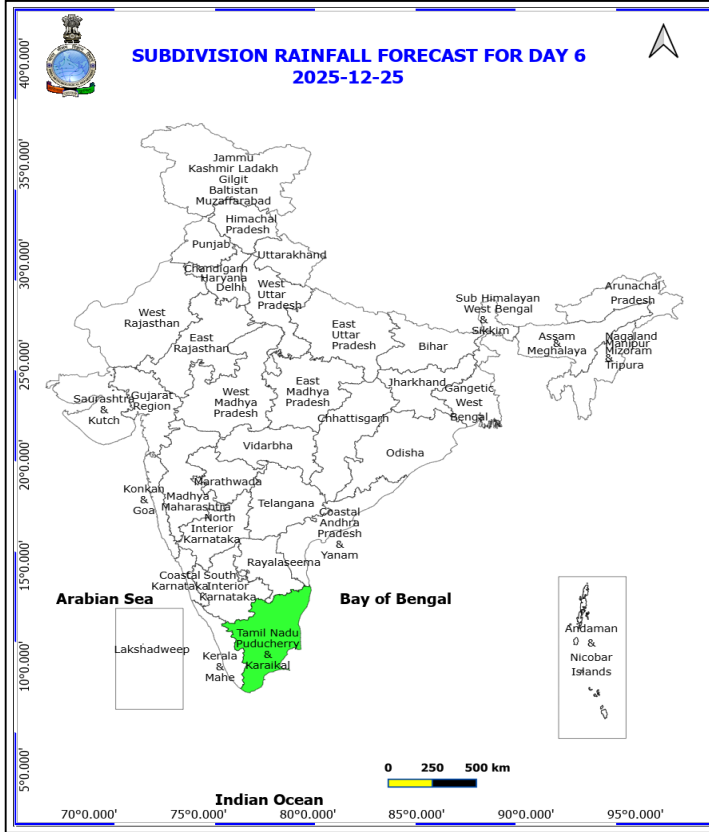 SUBDIVISION RAINFALL FORECAST FOR DAY 6
2025-12-25
40°0.000'
35°0.000'
30°0.000'
25°0.000'
20°0.000'
15°0.000'
10°0.000'
5°0.000'
Jammu
Kashmir Ladakh
Gilgit
Baltistan
Muzaffarabad
Himachal
Pradesh
Punjab
Uttarakhand
Chandigarh
Haryana
Delhi
West
Uttar
Pradesh
West
Rajasthan
East
Rajasthan
East
Uttar
Pradesh
Bihar
Sub Himalayan
West Bengal
&
Sikkim
Arunachal
Pradesh
Assam
&
Meghalaya
Nagaland
Manipur
Mizoram
&
Tripura
Saurashtra
&
Kutch
Gujarat
Region
West
Madhya
Pradesh
East
Madhya
Pradesh
Jharkhand
Gangetic
West
Bengal
Chhattisgarh
Odisha
Vidarbha
Konkan
&
Goa
Madhya
Maharashtra
Marathwada
Telangana
North
Interior
Karnataka
Coastal
Andhra
Pradesh
&
Yanam
Rayalaseema
Coastal
Karnataka
South
Interior
Karnataka
Arabian Sea
Bay of Bengal
Tamil Nadu
Puducherry
&
Karaikal
Lakshadweep
Kerala
&
Mahe
Andaman
&
Nicobar
Islands
0 250 500 km
Indian Ocean
70°0.000' 75°0.000' 80°0.000' 85°0.000' 90°0.000' 95°0.000'